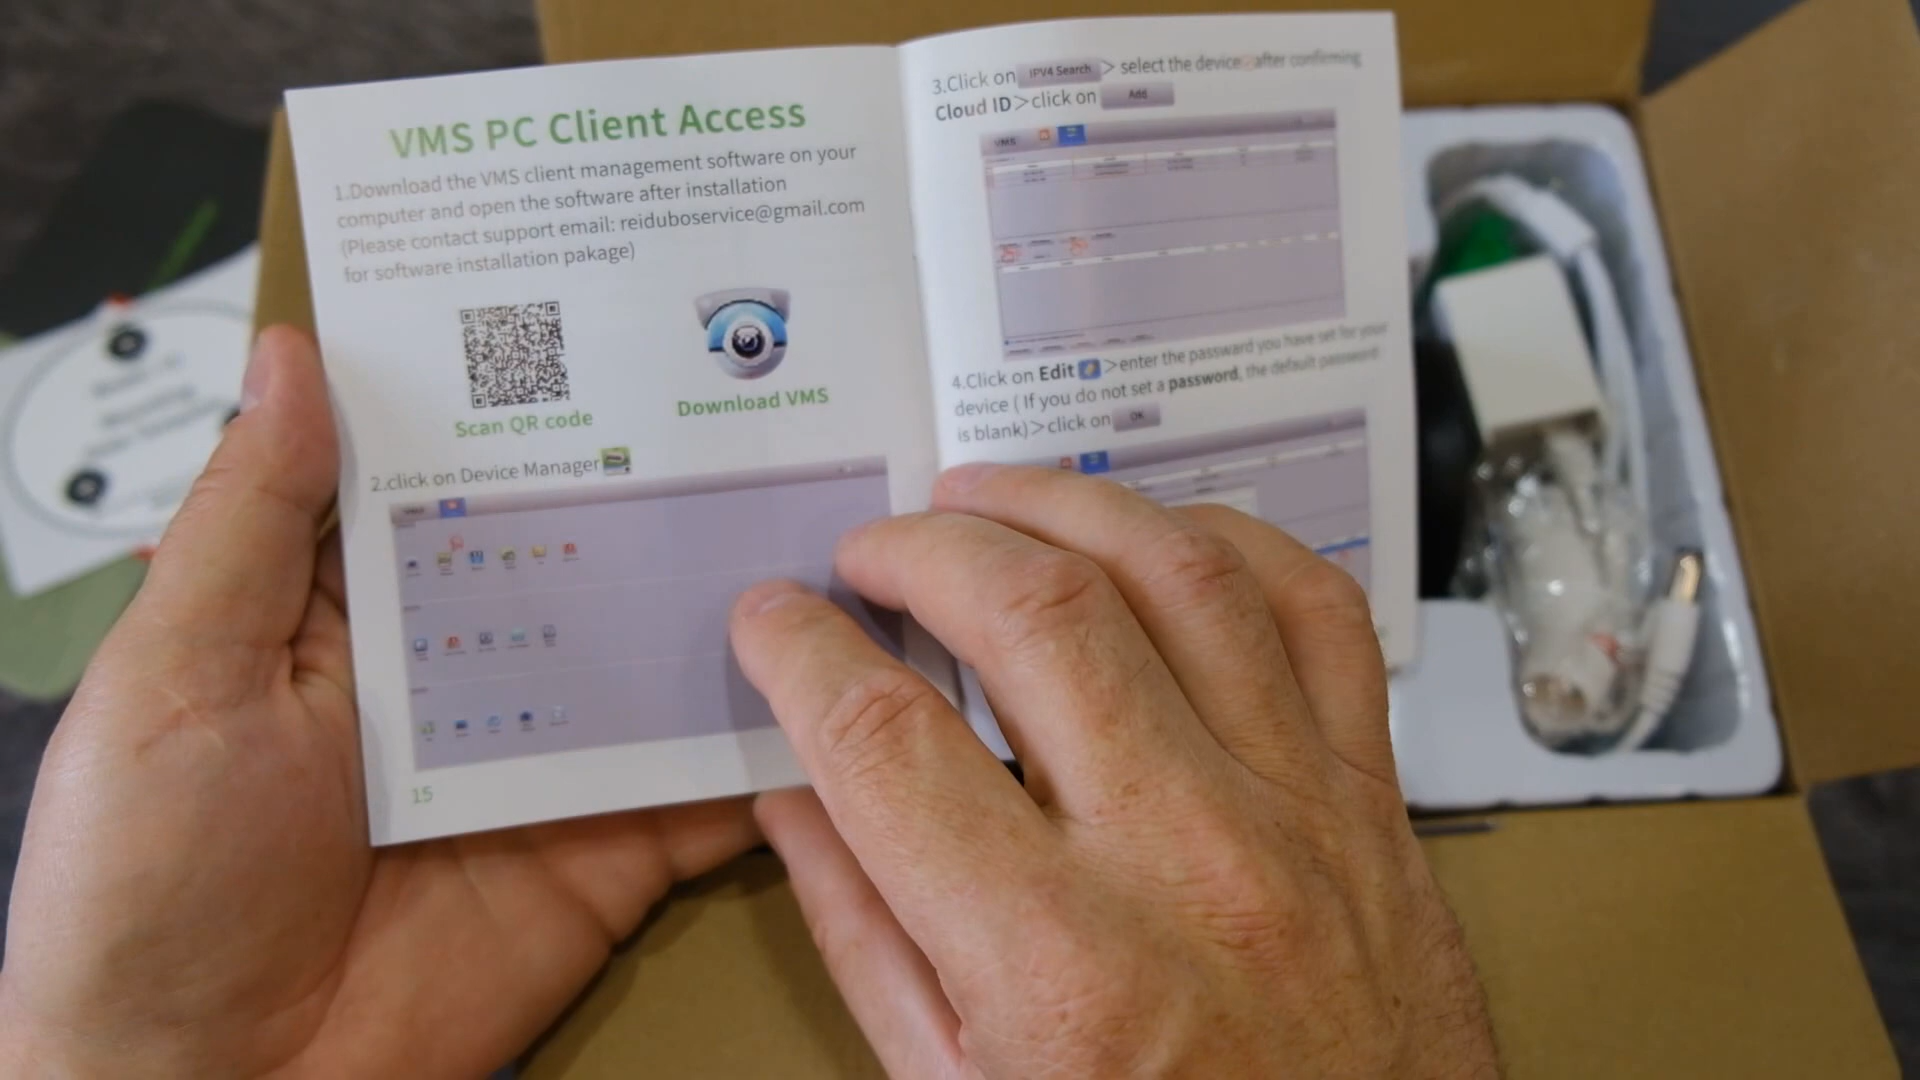 VMS PC Client Access
1.Download the VMS client management software on your
computer and open the software after installation
(Please contact support email: reiduboservice@gmail.com
for software installation pakage)
Scan QR code
Download VMS
2.click on Device Manager
15
3.Click on IPV4 Search > select the device after confirming
Cloud ID>click on Add
VMS
4.Click on Edit >enter the passward you have set for your
device ( If you do not set a password, the default password
is blank)>click on OK